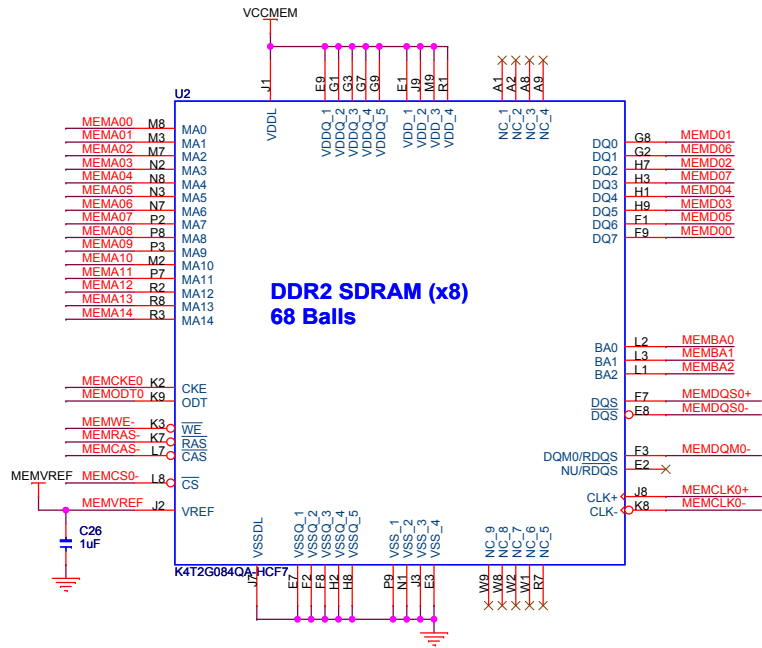 VCCMEM
J1 E9 G1 G3 G7 G9 E1 J9 M9 R1 A1 A2 A8 A9
U2
VDDL VDDQ_1 VDDQ_2 VDDQ_3 VDDQ_4 VDDQ_5 VDD_1 VDD_2 VDD_3 VDD_4 NC_1 NC_2 NC_3 NC_4
MEMA00 M8 MA0
MEMA01 M3 MA1
MEMA02 M7 MA2
MEMA03 N2 MA3
MEMA04 N8 MA4
MEMA05 N3 MA5
MEMA06 N7 MA6
MEMA07 P2 MA7
MEMA08 P8 MA8
MEMA09 P3 MA9
MEMA10 M2 MA10
MEMA11 P7 MA11
MEMA12 R2 MA12
MEMA13 R8 MA13
MEMA14 R3 MA14
DQ0 G8 MEMD01
DQ1 G2 MEMD06
DQ2 H7 MEMD02
DQ3 H3 MEMD07
DQ4 H1 MEMD04
DQ5 H9 MEMD03
DQ6 F1 MEMD05
DQ7 F9 MEMD00
DDR2 SDRAM (x8)
68 Balls
BA0 L2 MEMBA0
BA1 L3 MEMBA1
BA2 L1 MEMBA2
MEMCKE0 K2 CKE
MEMODT0 K9 ODT
DQS F7 MEMDQS0+
DQS E8 MEMDQS0-
MEMWE- K3 WE
MEMRAS- K7 RAS
MEMCAS- L7 CAS
DQM0/RDQS F3 MEMDQM0-
NU/RDQS E2
MEMVREF
MEMCS0- L8 CS
MEMVREF J2 VREF
CLK+ J8 MEMCLK0+
CLK- K8 MEMCLK0-
C26
1uF
VSSDL VSSQ_1 VSSQ_2 VSSQ_3 VSSQ_4 VSSQ_5 VSS_1 VSS_2 VSS_3 VSS_4 NC_9 NC_8 NC_7 NC_6 NC_5
K4T2G084QA-HCF7
J7 E7 F2 F8 H2 H8 P9 N1 J3 E3 W9 W8 W2 W1 R7